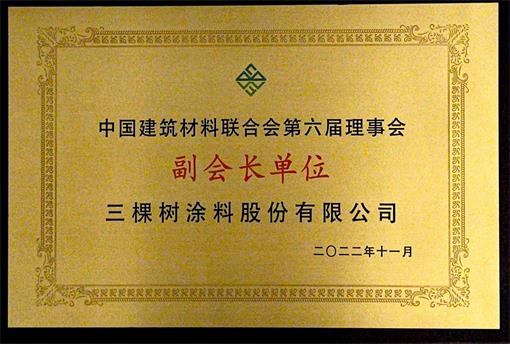 中国建筑材料联合会第六届理事会
副会长单位
三棵树涂料股份有限公司
二〇二二年十一月